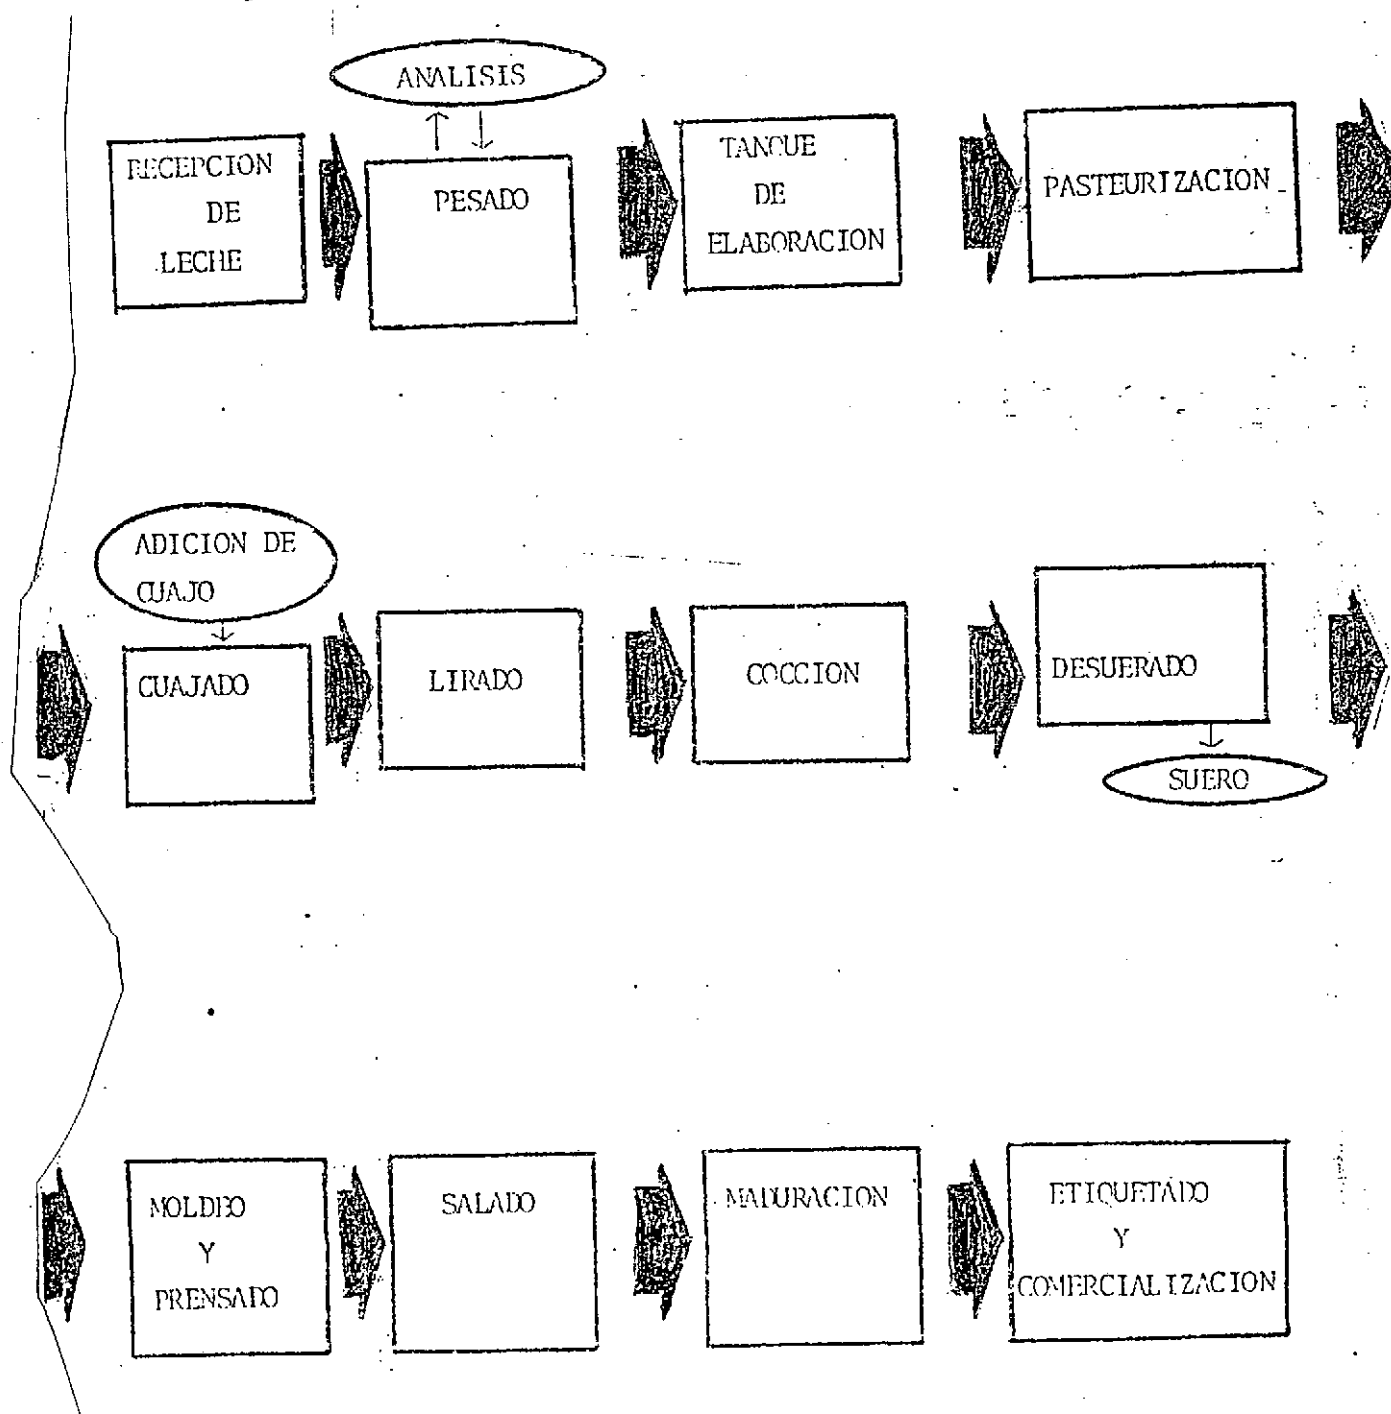 ANALISIS
RECEPCION
DE
LECHE
PESADO
TANQUE
DE
ELABORACION
PASTEURIZACION
ADICION DE
CUAJO
CUAJADO
LIRADO
COCCION
DESUERADO
SUERO
MOLDEO
Y
PRENSADO
SALADO
MADURACION
ETIQUETADO
Y
COMERCIALIZACION